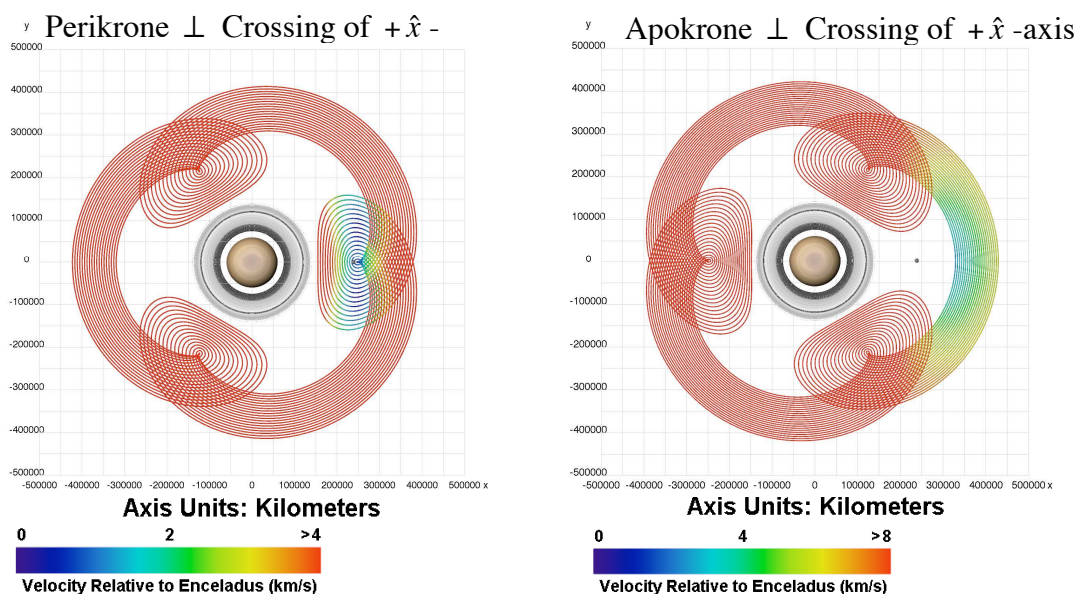 y Perikrone ⊥ Crossing of +x̂ -
500000
400000
300000
200000
100000
0
-100000
-200000
-300000
-400000
-500000
-500000 -400000 -300000 -200000 -100000 0 100000 200000 300000 400000 500000 x
Axis Units: Kilometers
0 2 >4
Velocity Relative to Enceladus (km/s)
y Apokrone ⊥ Crossing of +x̂ -axis
500000
400000
300000
200000
100000
0
-100000
-200000
-300000
-400000
-500000
-500000 -400000 -300000 -200000 -100000 0 100000 200000 300000 400000 500000 x
Axis Units: Kilometers
0 4 >8
Velocity Relative to Enceladus (km/s)